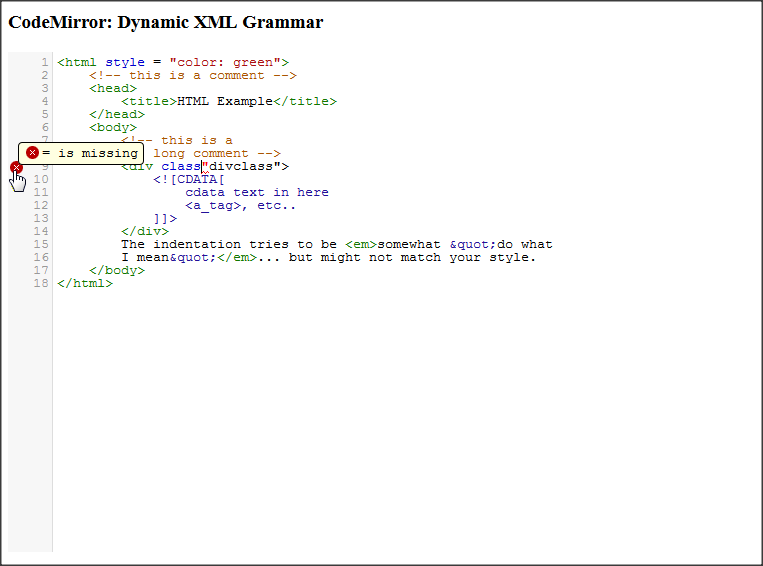 CodeMirror: Dynamic XML Grammar
1 <html style = "color: green">
2 <!-- this is a comment -->
3 <head>
4 <title>HTML Example</title>
5 </head>
6 <body>
7 <!-- this is a
= is missing
long comment -->
9 <div class"divclass">
10 <![CDATA[
11 cdata text in here
12 <a_tag>, etc..
13 ]]>
14 </div>
15 The indentation tries to be <em>somewhat &quot;do what
16 I mean&quot;</em>... but might not match your style.
17 </body>
18 </html>